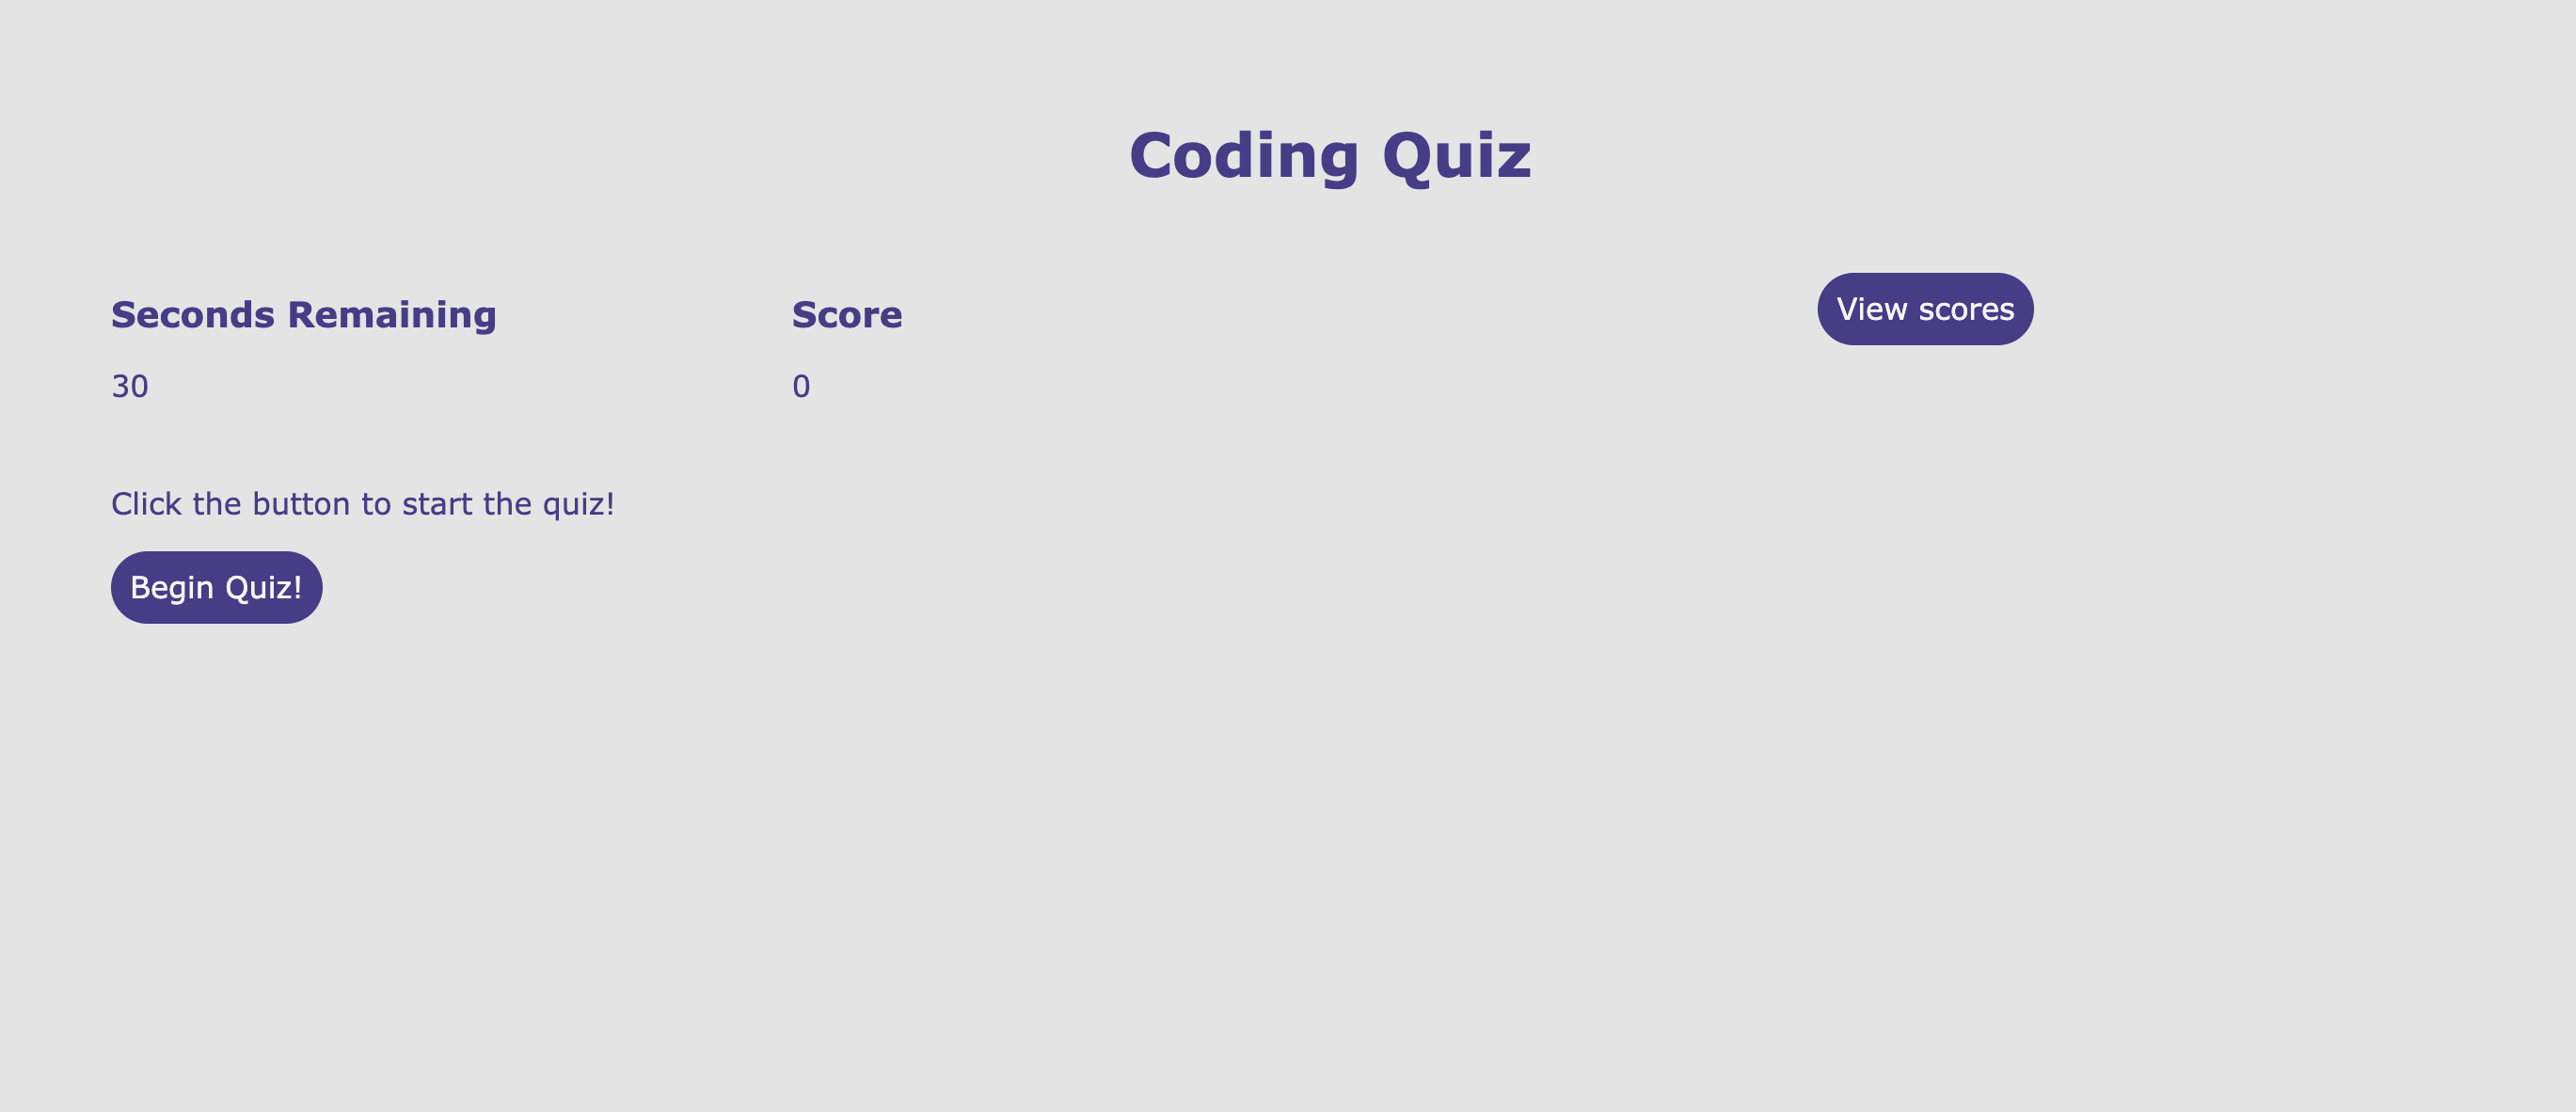 Coding Quiz
Seconds Remaining
Score
View scores
30
0
Click the button to start the quiz!
Begin Quiz!